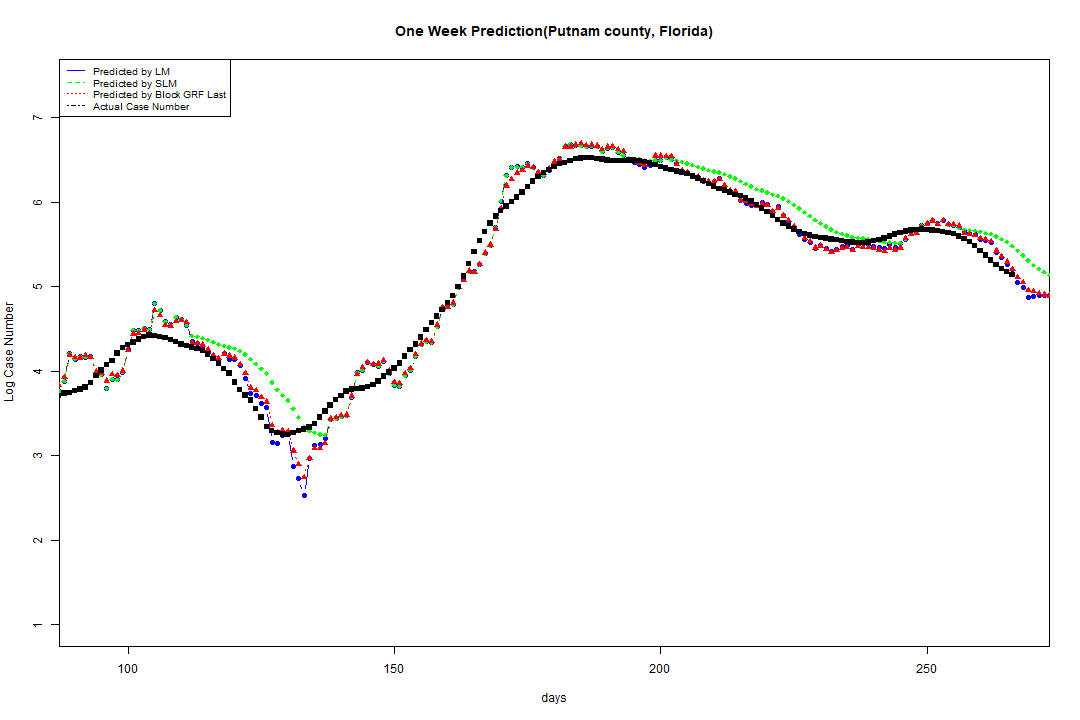 One Week Prediction(Putnam county, Florida)
Predicted by LM
Predicted by SLM
Predicted by Block GRF Last
Actual Case Number
7
6
5
4
3
2
1
Log Case Number
100 150 200 250
days